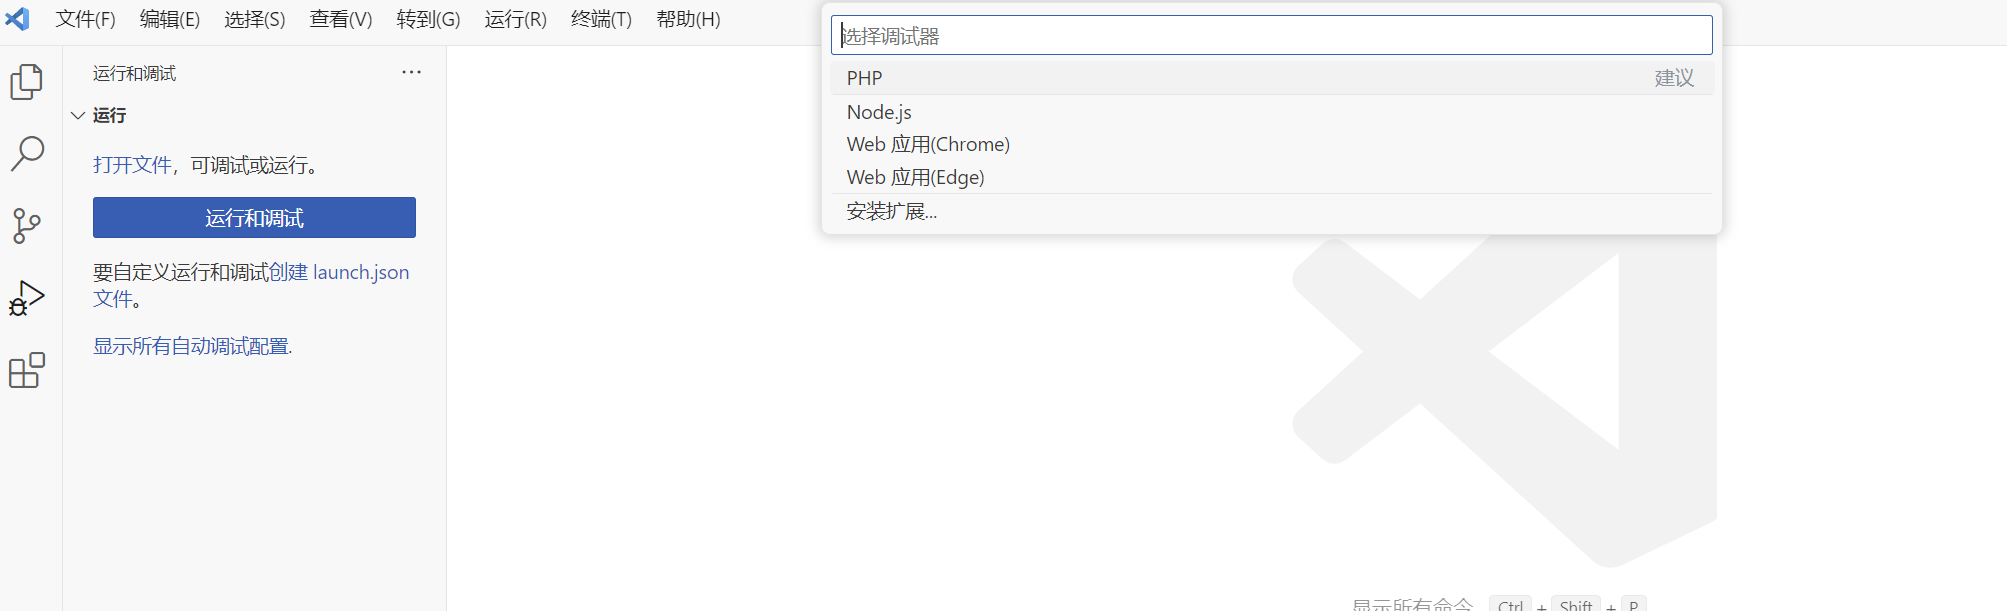 文件(F) 编辑(E) 选择(S) 查看(V) 转到(G) 运行(R) 终端(T) 帮助(H)
选择调试器
PHP 建议
Node.js
Web 应用(Chrome)
Web 应用(Edge)
安装扩展...
运行和调试
运行
打开文件，可调试或运行。
运行和调试
要自定义运行和调试创建 launch.json
文件。
显示所有自动调试配置.
显示所有命令 Ctrl + Shift + P